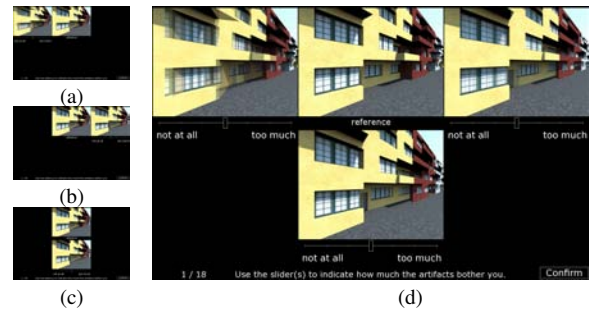 (a)
(b)
(c)
reference
not at all too much
not at all too much
not at all too much
1 / 18 Use the slider(s) to indicate how much the artifacts bother you. Confirm
(d)